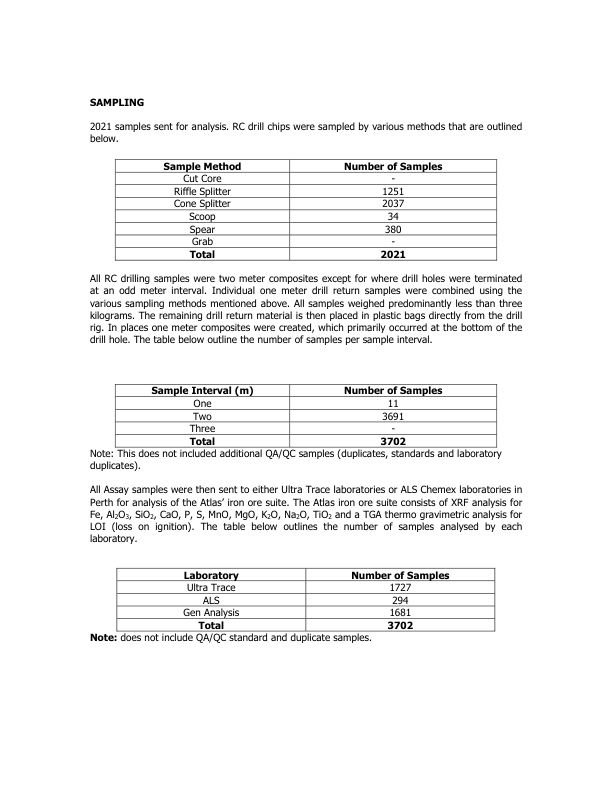 SAMPLING
2021 samples sent for analysis. RC drill chips were sampled by various methods that are outlined
below.
Sample Method Number of Samples
Cut Core -
Riffle Splitter 1251
Cone Splitter 2037
Scoop 34
Spear 380
Grab -
Total 2021
All RC drilling samples were two meter composites except for where drill holes were terminated
at an odd meter interval. Individual one meter drill return samples were combined using the
various sampling methods mentioned above. All samples weighed predominantly less than three
kilograms. The remaining drill return material is then placed in plastic bags directly from the drill
rig. In places one meter composites were created, which primarily occurred at the bottom of the
drill hole. The table below outline the number of samples per sample interval.
Sample Interval (m) Number of Samples
One 11
Two 3691
Three -
Total 3702
Note: This does not included additional QA/QC samples (duplicates, standards and laboratory
duplicates).
All Assay samples were then sent to either Ultra Trace laboratories or ALS Chemex laboratories in
Perth for analysis of the Atlas’ iron ore suite. The Atlas iron ore suite consists of XRF analysis for
Fe, Al₂O₃, SiO₂, CaO, P, S, MnO, MgO, K₂O, Na₂O, TiO₂ and a TGA thermo gravimetric analysis for
LOI (loss on ignition). The table below outlines the number of samples analysed by each
laboratory.
Laboratory Number of Samples
Ultra Trace 1727
ALS 294
Gen Analysis 1681
Total 3702
Note: does not include QA/QC standard and duplicate samples.